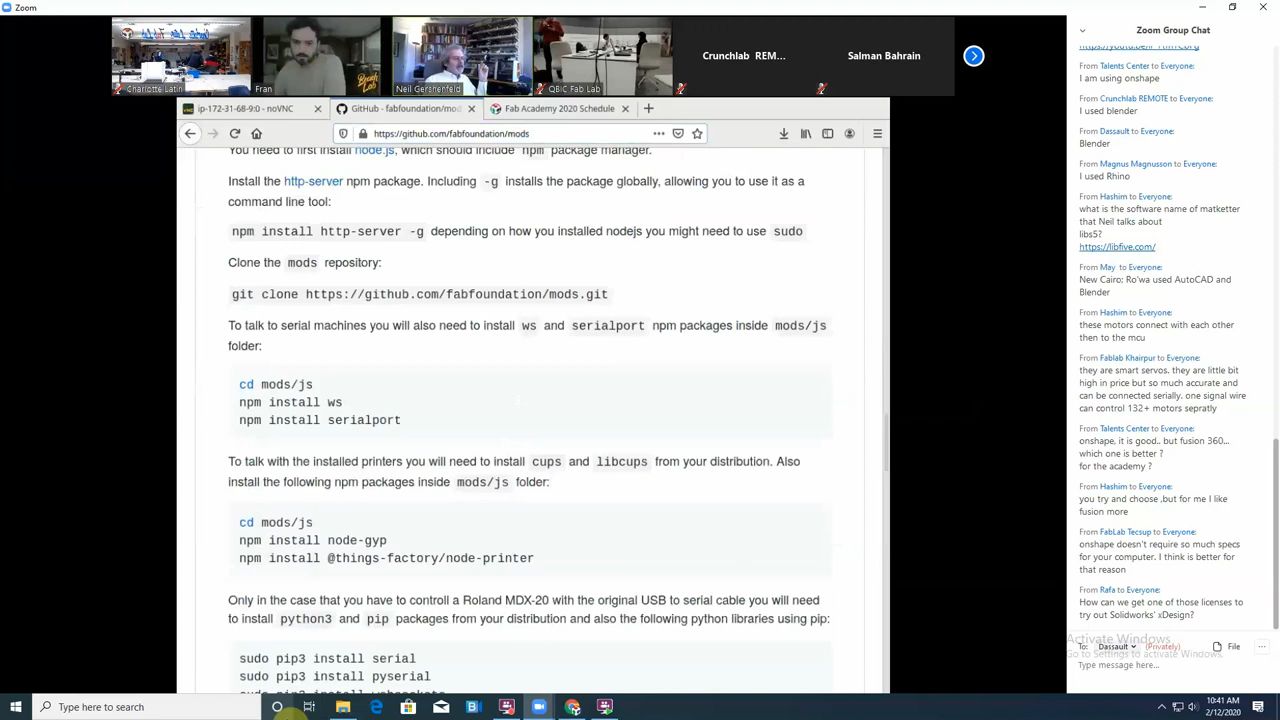 Zoom
Charlotte Latin
Fran
Neil Gershenfeld
QBIC Fab Lab
Crunchlab REM...
Salman Bahrain
ip-172-31-68-9:0 - noVNC
GitHub - fabfoundation/mod
Fab Academy 2020 Schedule
https://github.com/fabfoundation/mods
You need to first install node.js, which should include npm package manager.
Install the http-server npm package. Including -g installs the package globally, allowing you to use it as a
command line tool:
npm install http-server -g depending on how you installed nodejs you might need to use sudo
Clone the mods repository:
git clone https://github.com/fabfoundation/mods.git
To talk to serial machines you will also need to install ws and serialport npm packages inside mods/js
folder:
cd mods/js
npm install ws
npm install serialport
To talk with the installed printers you will need to install cups and libcups from your distribution. Also
install the following npm packages inside mods/js folder:
cd mods/js
npm install node-gyp
npm install @things-factory/node-printer
Only in the case that you have to control a Roland MDX-20 with the original USB to serial cable you will need
to install python3 and pip packages from your distribution and also the following python libraries using pip:
sudo pip3 install serial
sudo pip3 install pyserial
sudo pip3 install websockets
Zoom Group Chat
From Talents Center to Everyone:
I am using onshape
From Crunchlab REMOTE to Everyone:
I used blender
From Dassault to Everyone:
Blender
From Magnus Magnusson to Everyone:
I used Rhino
From Hashim to Everyone:
what is the software name of matketter
that Neil talks about
libs5?
https://libfive.com/
From May to Everyone:
New Cairo; Ro'wa used AutoCAD and
Blender
From Hashim to Everyone:
these motors connect with each other
then to the mcu
From Fablab Khairpur to Everyone:
they are smart servos. they are little bit
high in price but so much accurate and
can be connected serially. one signal wire
can control 132+ motors sepratly
From Talents Center to Everyone:
onshape, it is good.. but fusion 360...
which one is better ?
for the academy ?
From Hashim to Everyone:
you try and choose ,but for me I like
fusion more
From FabLab Tecsup to Everyone:
onshape doesn't require so much specs
for your computer. I think is better for
that reason
From Rafa to Everyone:
How can we get one of those licenses to
try out Solidworks' xDesign?
Activate Windows
Go to Settings to activate Windows.
To: Dassault (Privately) File
Type message here...
Type here to search
10:41 AM
2/12/2020